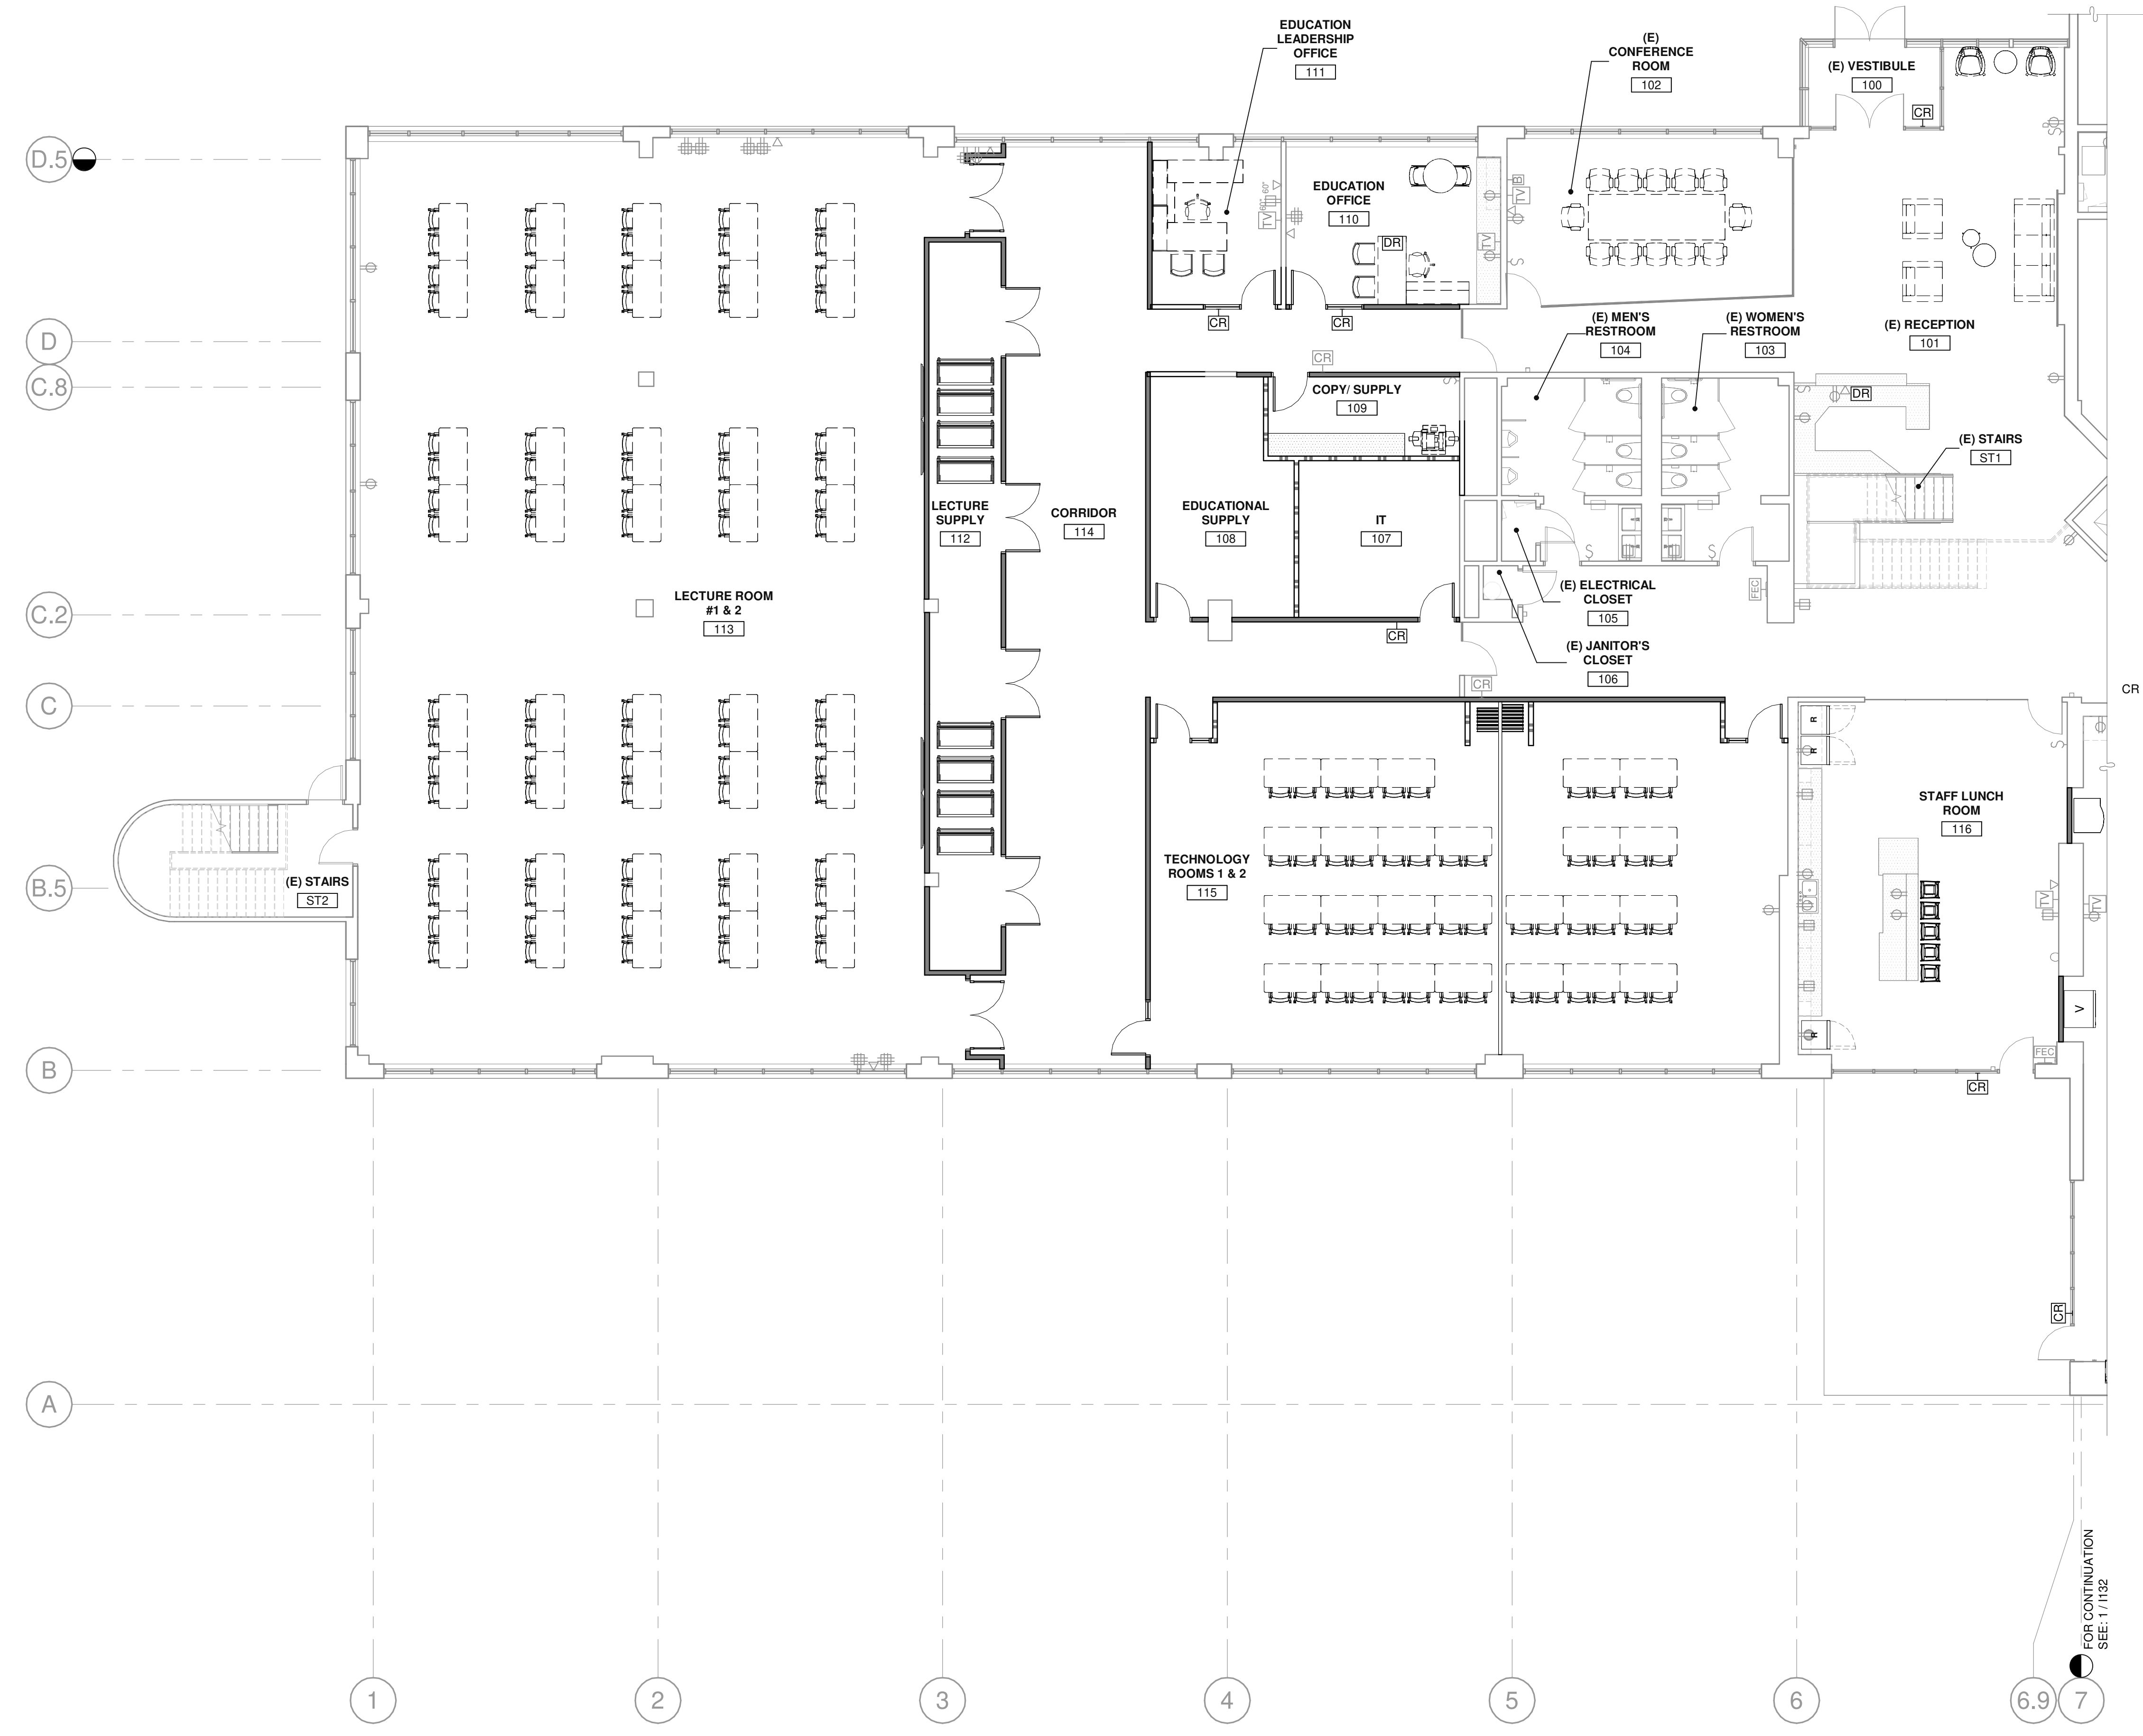 EDUCATION
LEADERSHIP
OFFICE
111
(E)
CONFERENCE
ROOM
102
(E) VESTIBULE
100
CR
D.5
TV
60"
TV
60"
EDUCATION
OFFICE
110
DR
TV
TV
S
S
CR
CR
D
(E) MEN'S
RESTROOM
104
(E) WOMEN'S
RESTROOM
103
(E) RECEPTION
101
C.8
CR
COPY/ SUPPLY
109
S
S
DR
(E) STAIRS
ST1
LECTURE
SUPPLY
112
CORRIDOR
114
EDUCATIONAL
SUPPLY
108
IT
107
S
S
(E) ELECTRICAL
CLOSET
105
FEC
C.2
LECTURE ROOM
#1 & 2
113
CR
(E) JANITOR'S
CLOSET
106
CR
CR
C
R
R
S
STAFF LUNCH
ROOM
116
TECHNOLOGY
ROOMS 1 & 2
115
B.5
(E) STAIRS
ST2
TV
TV
V
R
FEC
B
CR
CR
A
FOR CONTINUATION
SEE: 1 / I132
1
2
3
4
5
6
6.9
7